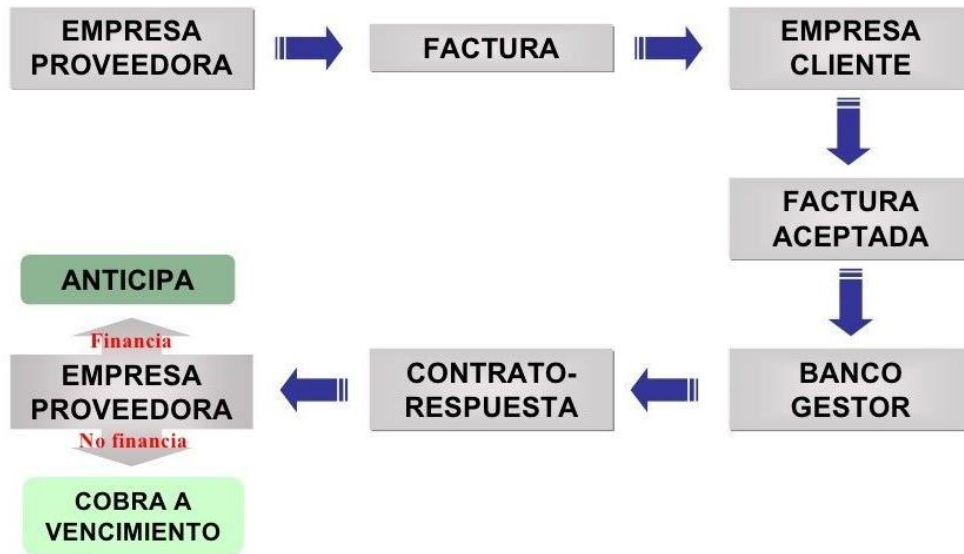 EMPRESA
PROVEEDORA
FACTURA
EMPRESA
CLIENTE
FACTURA
ACEPTADA
BANCO
GESTOR
CONTRATO-
RESPUESTA
EMPRESA
PROVEEDORA
Financia
ANTICIPA
No financia
COBRA A
VENCIMIENTO